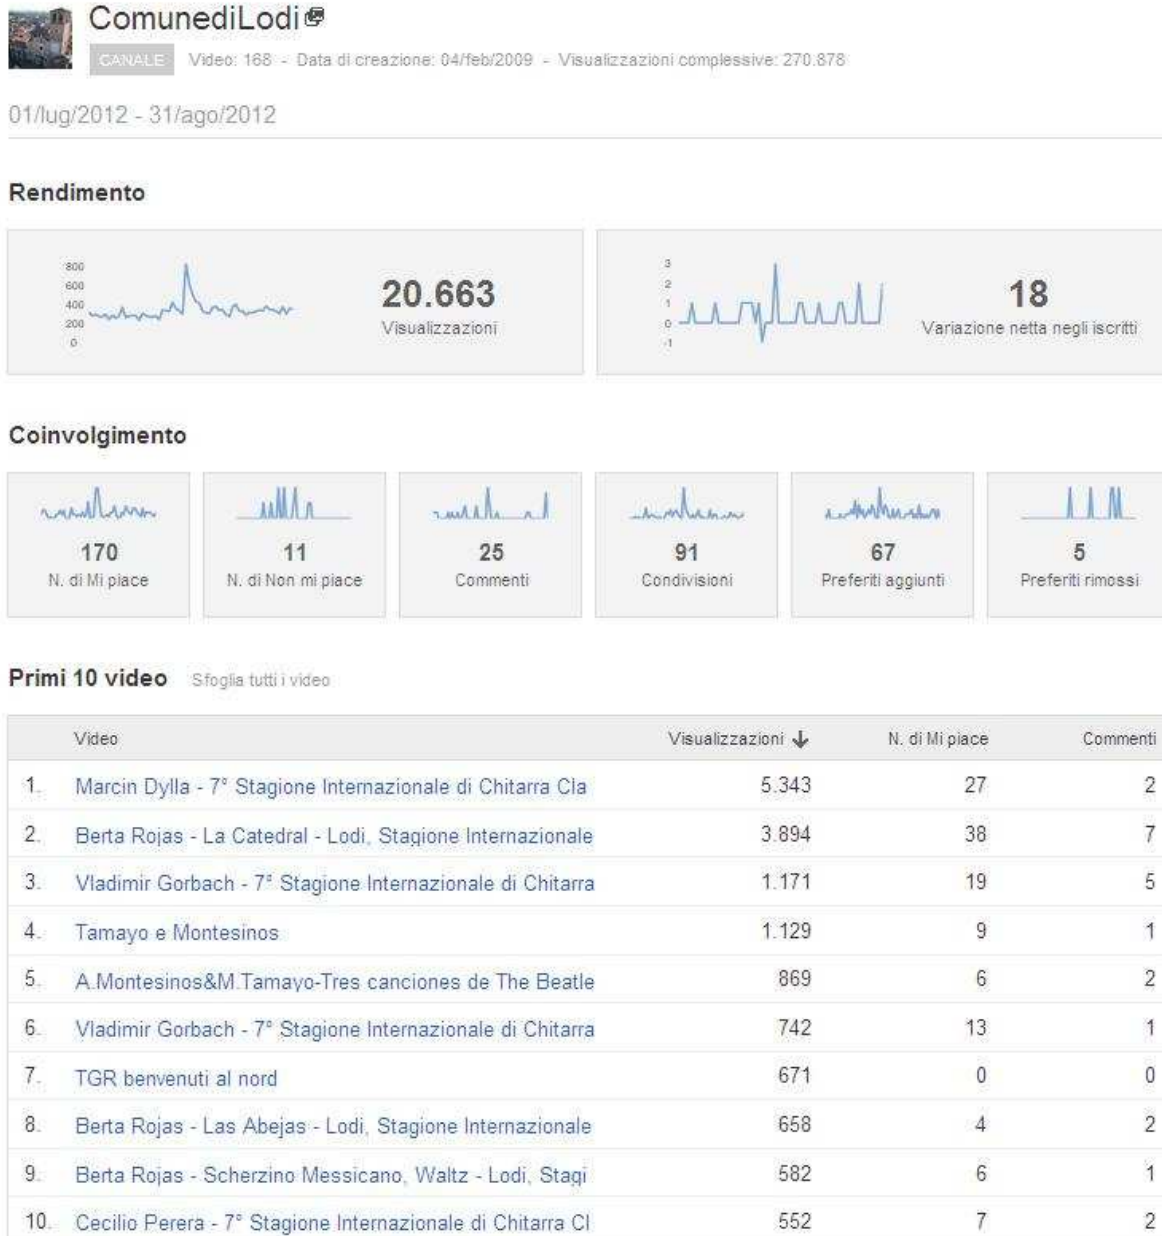 ComunediLodi
CANALE Video: 168 - Data di creazione: 04/feb/2009 - Visualizzazioni complessive: 270.878
01/lug/2012 - 31/ago/2012
Rendimento
800
600
400
200
0
20.663
Visualizzazioni
3
2
1
0
-1
18
Variazione netta negli iscritti
Coinvolgimento
170
N. di Mi piace
11
N. di Non mi piace
25
Commenti
91
Condivisioni
67
Preferiti aggiunti
5
Preferiti rimossi
Primi 10 video Sfoglia tutti i video
Video Visualizzazioni N. di Mi piace Commenti
1. Marcin Dylla - 7° Stagione Internazionale di Chitarra Cla 5.343 27 2
2. Berta Rojas - La Catedral - Lodi, Stagione Internazionale 3.894 38 7
3. Vladimir Gorbach - 7° Stagione Internazionale di Chitarra 1.171 19 5
4. Tamayo e Montesinos 1.129 9 1
5. A.Montesinos&M.Tamayo-Tres canciones de The Beatle 869 6 2
6. Vladimir Gorbach - 7° Stagione Internazionale di Chitarra 742 13 1
7. TGR benvenuti al nord 671 0 0
8. Berta Rojas - Las Abejas - Lodi, Stagione Internazionale 658 4 2
9. Berta Rojas - Scherzino Messicano, Waltz - Lodi, Stagi 582 6 1
10. Cecilio Perera - 7° Stagione Internazionale di Chitarra Cl 552 7 2